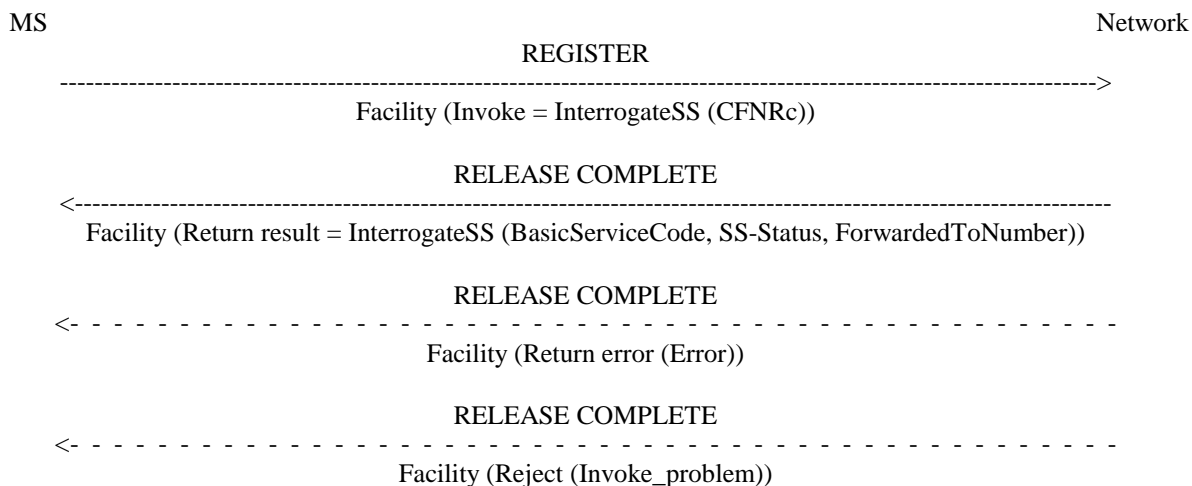 MS Network
REGISTER
Facility (Invoke = InterrogateSS (CFNRc))
RELEASE COMPLETE
Facility (Return result = InterrogateSS (BasicServiceCode, SS-Status, ForwardedToNumber))
RELEASE COMPLETE
Facility (Return error (Error))
RELEASE COMPLETE
Facility (Reject (Invoke_problem))